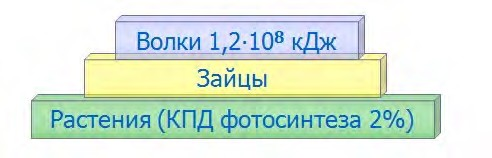 Волки 1,2·10⁸ кДж
Зайцы
Растения (КПД фотосинтеза 2%)